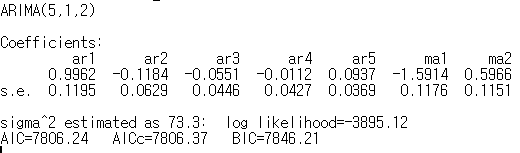 ARIMA(5,1,2)
Coefficients:
ar1 ar2 ar3 ar4 ar5 ma1 ma2
0.9962 -0.1184 -0.0551 -0.0112 0.0937 -1.5914 0.5966
s.e. 0.1195 0.0629 0.0446 0.0427 0.0369 0.1176 0.1151
sigma^2 estimated as 73.3: log likelihood=-3895.12
AIC=7806.24 AICc=7806.37 BIC=7846.21